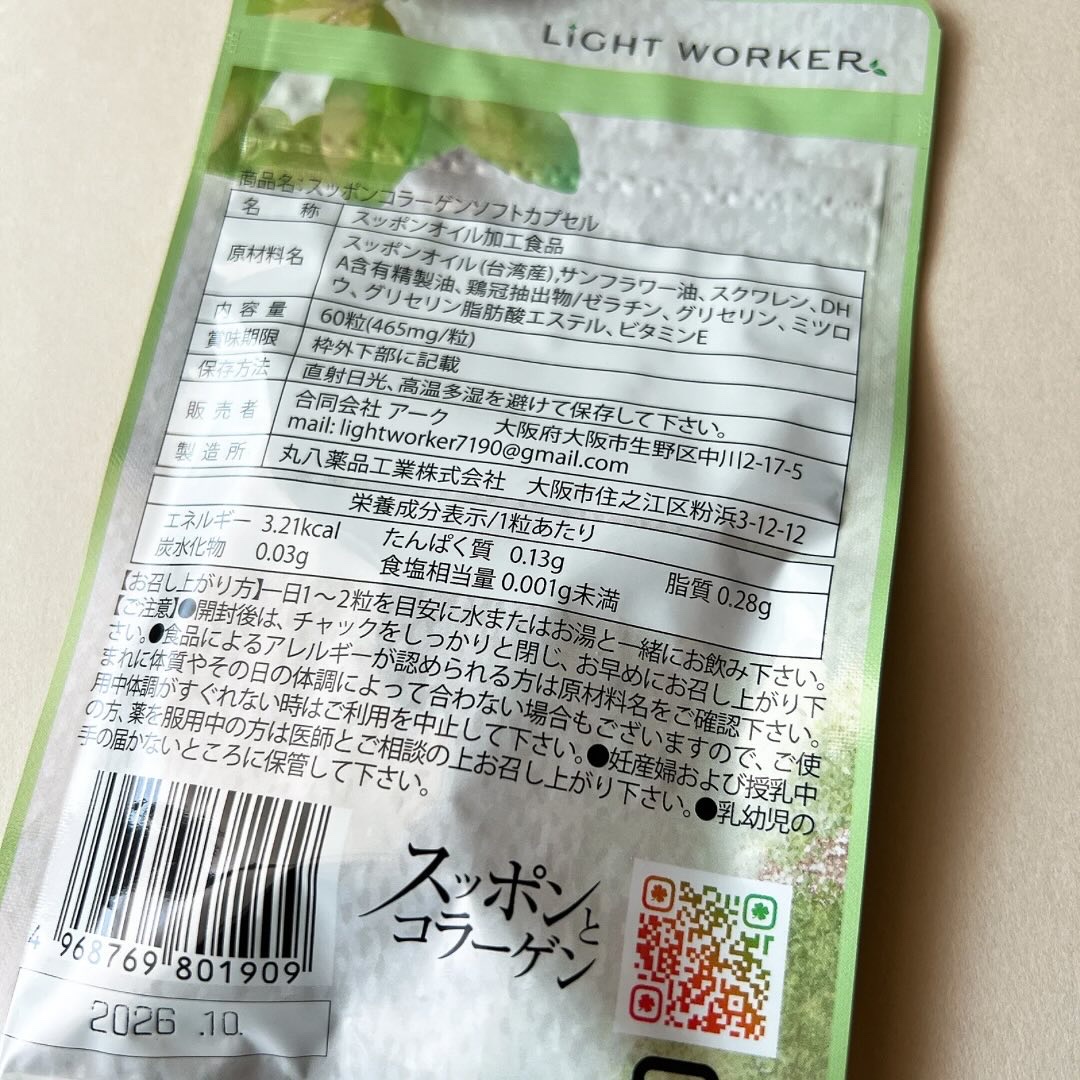 LiGHT WORKER
商品名:スッポンコラーゲンソフトカプセル
名 称 スッポンオイル加工食品
原材料名 スッポンオイル(台湾産),サンフラワー油、スクワレン、DH
A含有精製油、鶏冠抽出物/ゼラチン、グリセリン、ミツロ
ウ、グリセリン脂肪酸エステル、ビタミンE
内 容 量 60粒(465mg/粒)
賞味期限 枠外下部に記載
保存方法 直射日光、高温多湿を避けて保存して下さい。
販 売 者 合同会社 アーク 大阪府大阪市生野区中川2-17-5
mail: lightworker7190@gmail.com
製 造 所 丸八薬品工業株式会社 大阪市住之江区粉浜3-12-12
栄養成分表示/1粒あたり
エネルギー 3.21kcal たんぱく質 0.13g 脂質 0.28g
炭水化物 0.03g 食塩相当量 0.001g未満
【お召し上がり方】一日1〜2粒を目安に水またはお湯と一緒にお飲み下さい。
【ご注意】●開封後は、チャックをしっかりと閉じ、お早めにお召し上がり下
さい。●食品によるアレルギーが認められる方は原材料名をご確認下さい。
まれに体質やその日の体調によって合わない場合もございますので、ご使
用中体調がすぐれない時はご利用を中止して下さい。●妊産婦および授乳中
の方、薬を服用中の方は医師とご相談の上お召し上がり下さい。●乳幼児の
手の届かないところに保管して下さい。
スッポンと
コラーゲン
4 968769 801909
2026 .10.